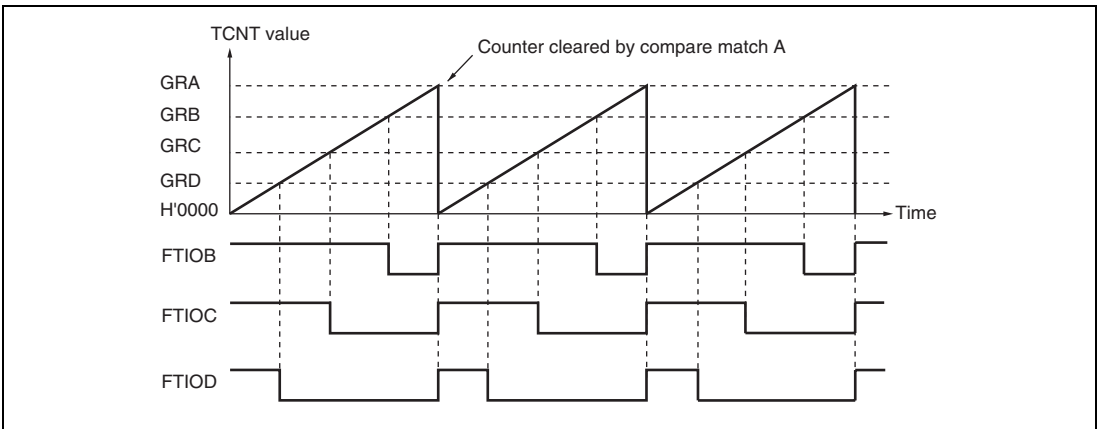 TCNT value
Counter cleared by compare match A
GRA
GRB
GRC
GRD
H'0000
Time
FTIOB
FTIOC
FTIOD